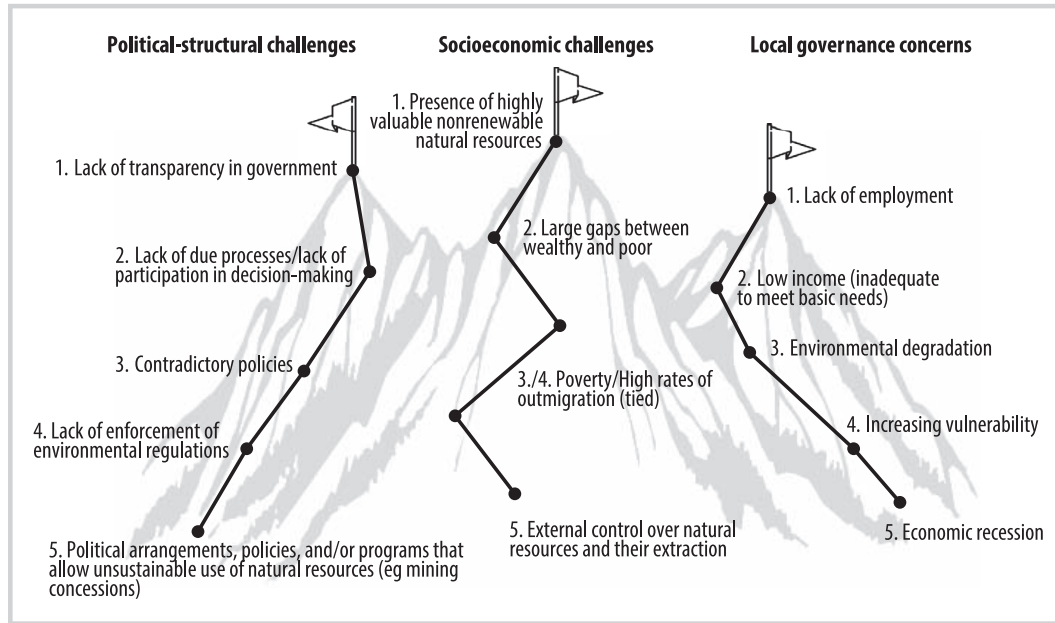 Political-structural challenges
1. Lack of transparency in government
2. Lack of due processes/lack of
participation in decision-making
3. Contradictory policies
4. Lack of enforcement of
environmental regulations
5. Political arrangements, policies, and/or programs that
allow unsustainable use of natural resources (eg mining
concessions)
Socioeconomic challenges
1. Presence of highly
valuable nonrenewable
natural resources
2. Large gaps between
wealthy and poor
3./4. Poverty/High rates of
outmigration (tied)
5. External control over natural
resources and their extraction
Local governance concerns
1. Lack of employment
2. Low income (inadequate
to meet basic needs)
3. Environmental degradation
4. Increasing vulnerability
5. Economic recession